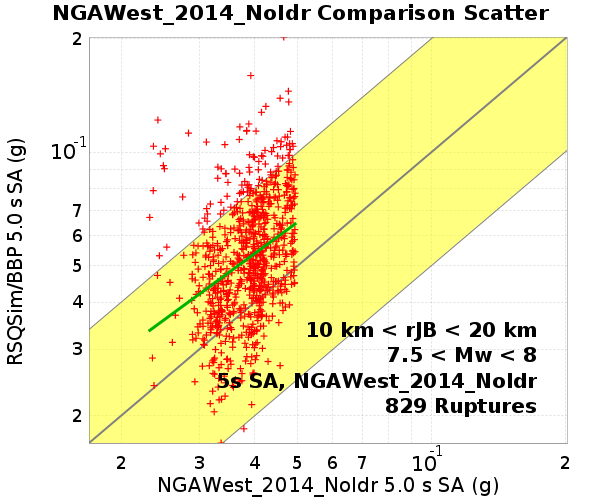 NGAWest_2014_NoIdr Comparison Scatter
RSQSim/BBP 5.0 s SA (g)
2
10-1
7
6
5
4
3
2
10 km < rJB < 20 km
7.5 < Mw < 8
5s SA, NGAWest_2014_NoIdr
829 Ruptures
2 3 4 5 6 7 10-1 2
NGAWest_2014_NoIdr 5.0 s SA (g)